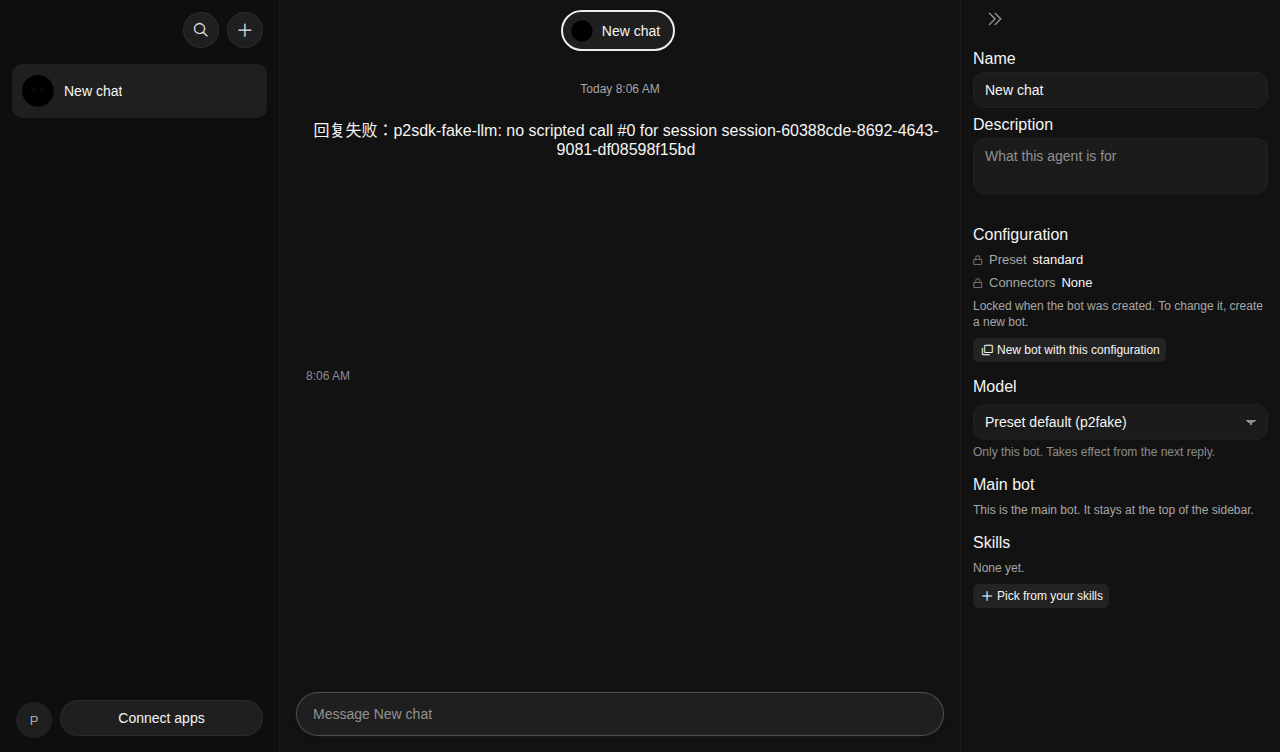 New chat
P
Connect apps
New chat
Today 8:06 AM
回复失败：p2sdk-fake-llm: no scripted call #0 for session session-60388cde-8692-4643-
9081-df08598f15bd
8:06 AM
Message New chat
Name
New chat
Description
What this agent is for
Configuration
Preset standard
Connectors None
Locked when the bot was created. To change it, create
a new bot.
New bot with this configuration
Model
Preset default (p2fake)
Only this bot. Takes effect from the next reply.
Main bot
This is the main bot. It stays at the top of the sidebar.
Skills
None yet.
Pick from your skills